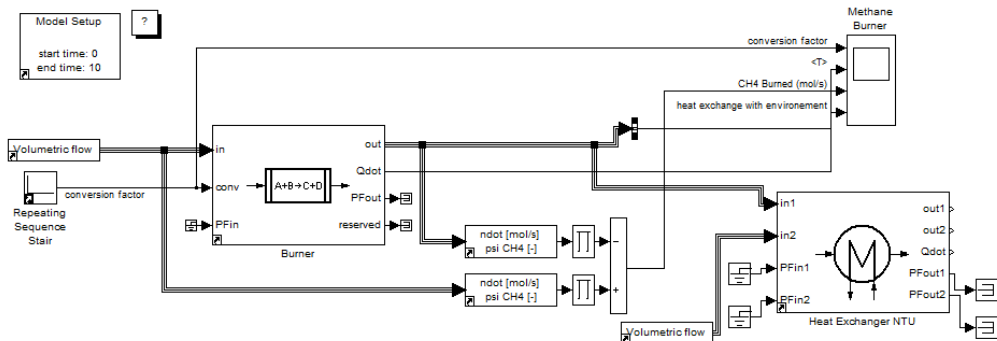 Model Setup
start time: 0
end time: 10
?
Methane
Burner
conversion factor
<T>
CH4 Burned (mol/s)
heat exchange with environement
Volumetric flow
in
conv
PFin
A+B→C+D
out
Qdot
PFout
reserved
Burner
conversion factor
Repeating
Sequence
Stair
ndot [mol/s]
psi CH4 [-]
−
ndot [mol/s]
psi CH4 [-]
+
Volumetric flow
in1
in2
PFin1
PFin2
M
out1
out2
Qdot
PFout1
PFout2
Heat Exchanger NTU